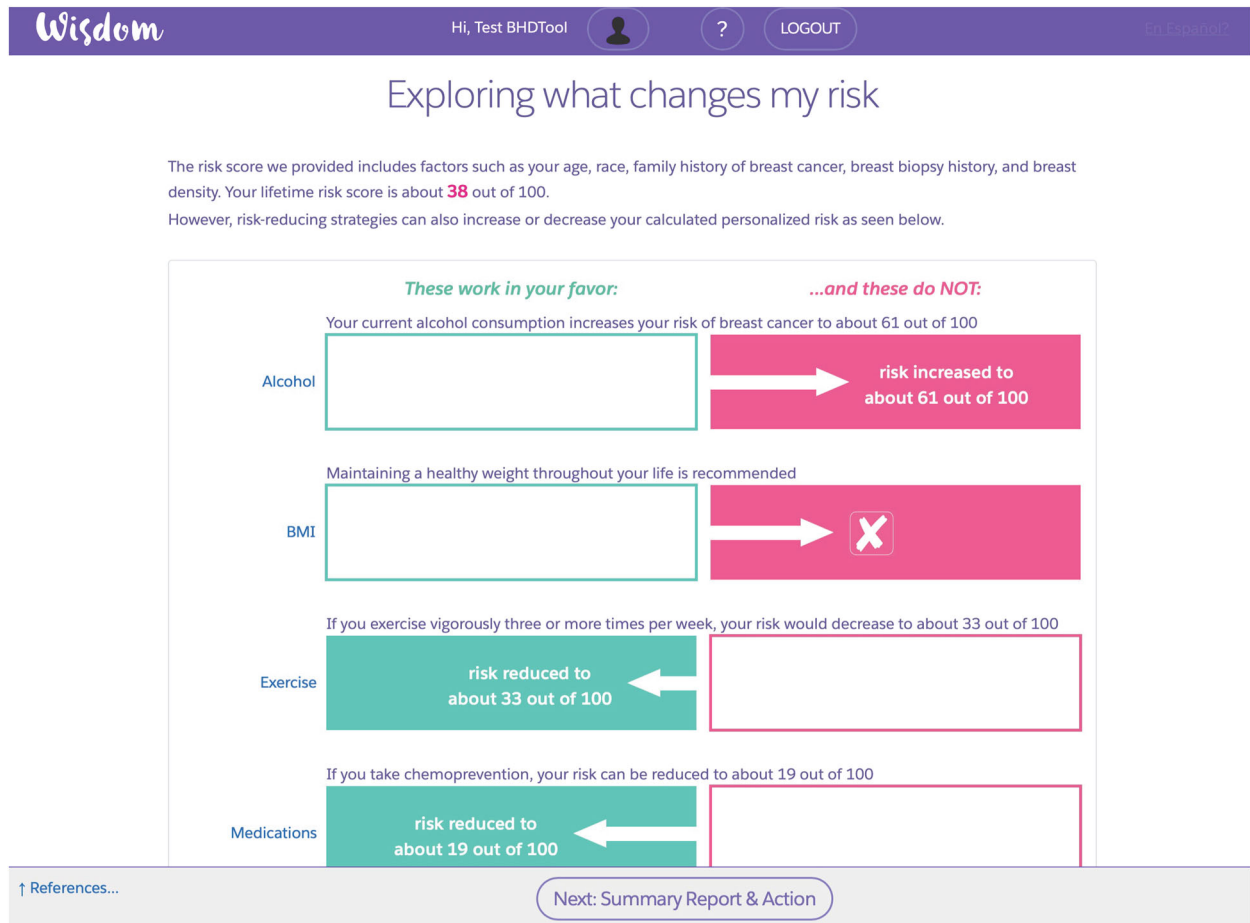 Wisdom
Hi, Test BHDTool
?
LOGOUT
En Español?
Exploring what changes my risk
The risk score we provided includes factors such as your age, race, family history of breast cancer, breast biopsy history, and breast
density. Your lifetime risk score is about 38 out of 100.
However, risk-reducing strategies can also increase or decrease your calculated personalized risk as seen below.
These work in your favor:
...and these do NOT:
Your current alcohol consumption increases your risk of breast cancer to about 61 out of 100
Alcohol
risk increased to
about 61 out of 100
Maintaining a healthy weight throughout your life is recommended
BMI
If you exercise vigorously three or more times per week, your risk would decrease to about 33 out of 100
Exercise
risk reduced to
about 33 out of 100
If you take chemoprevention, your risk can be reduced to about 19 out of 100
Medications
risk reduced to
about 19 out of 100
↑ References...
Next: Summary Report & Action